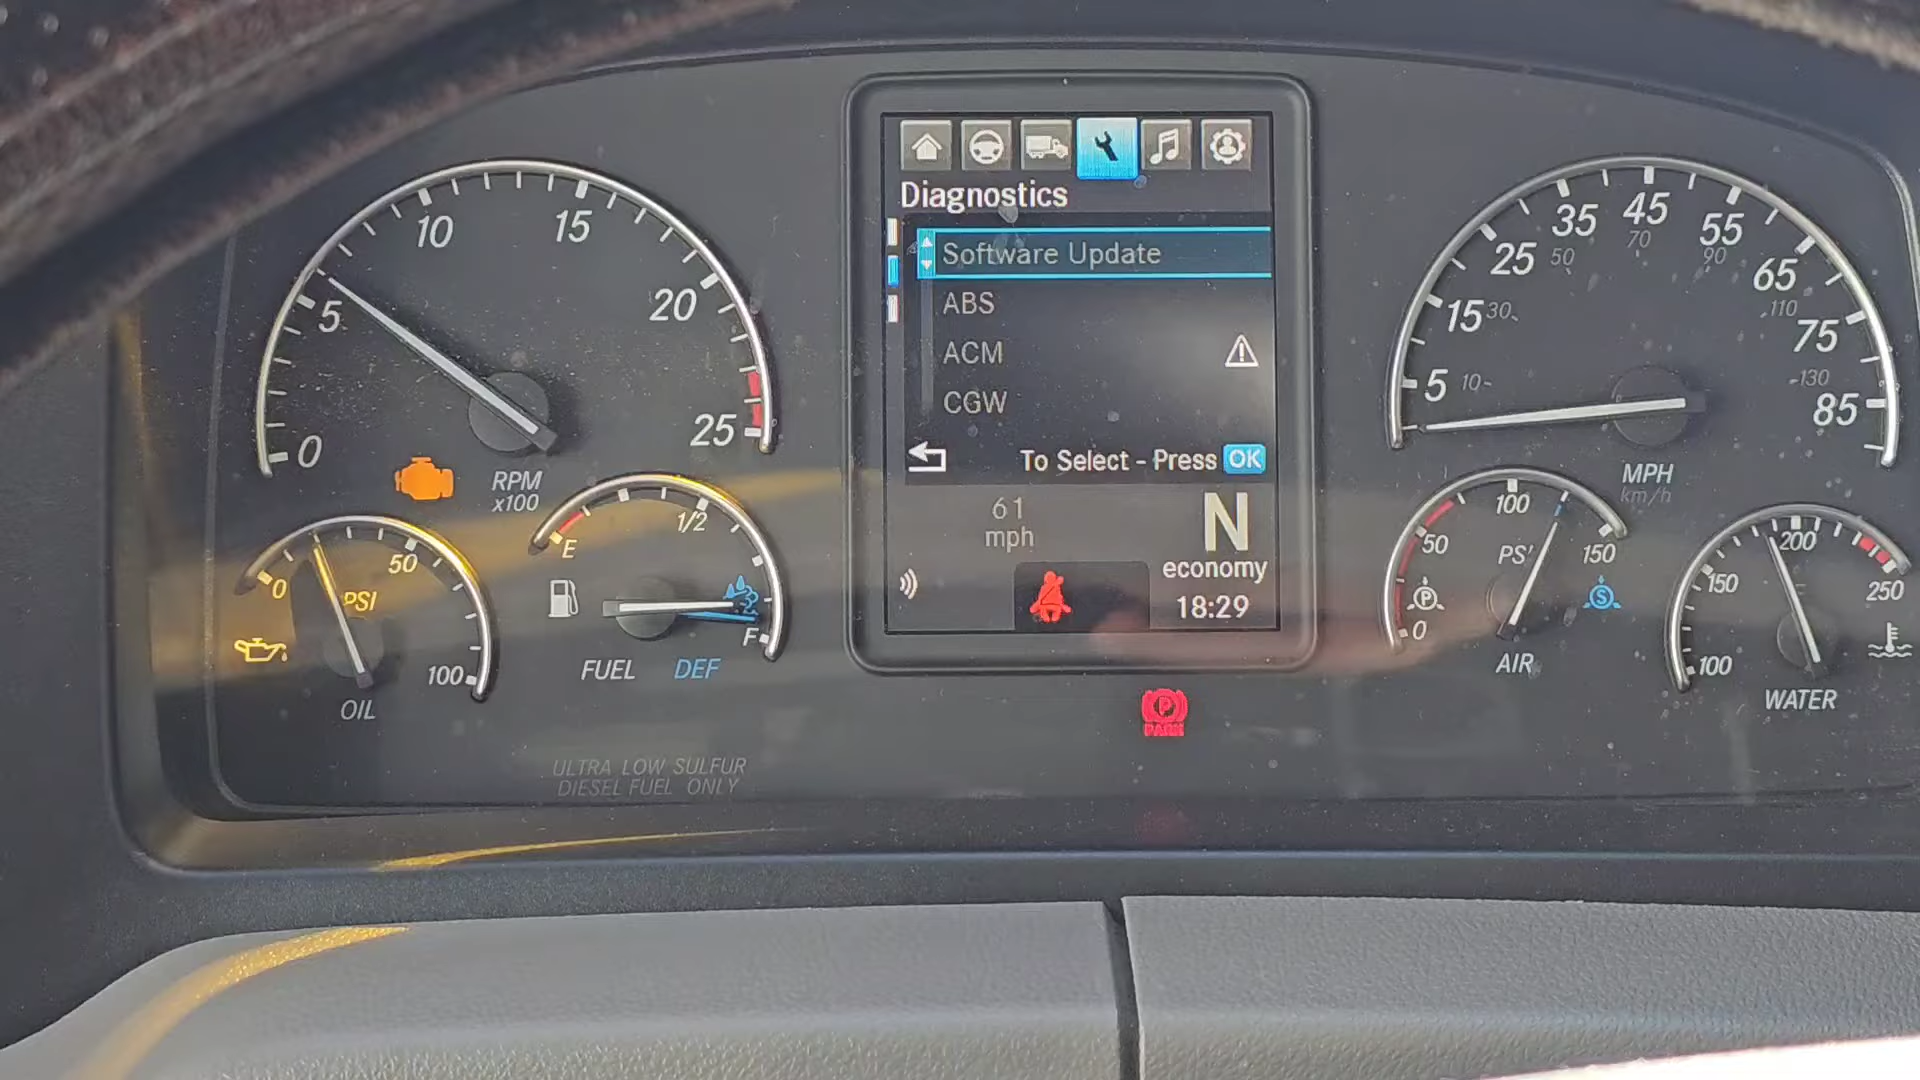 Diagnostics
Software Update
ABS
ACM
CGW
To Select - Press OK
61
mph
N
economy
18:29
0
5
10
15
20
25
RPM
x100
0
50
100
PSI
OIL
E
1/2
F
FUEL DEF
ULTRA LOW SULFUR
DIESEL FUEL ONLY
P
PARK
5 15 25 35 45 55 65 75 85
10 30 50 70 90 110 130
MPH
km/h
0
50
100
150
PSI
P
S
AIR
100
150
200
250
WATER